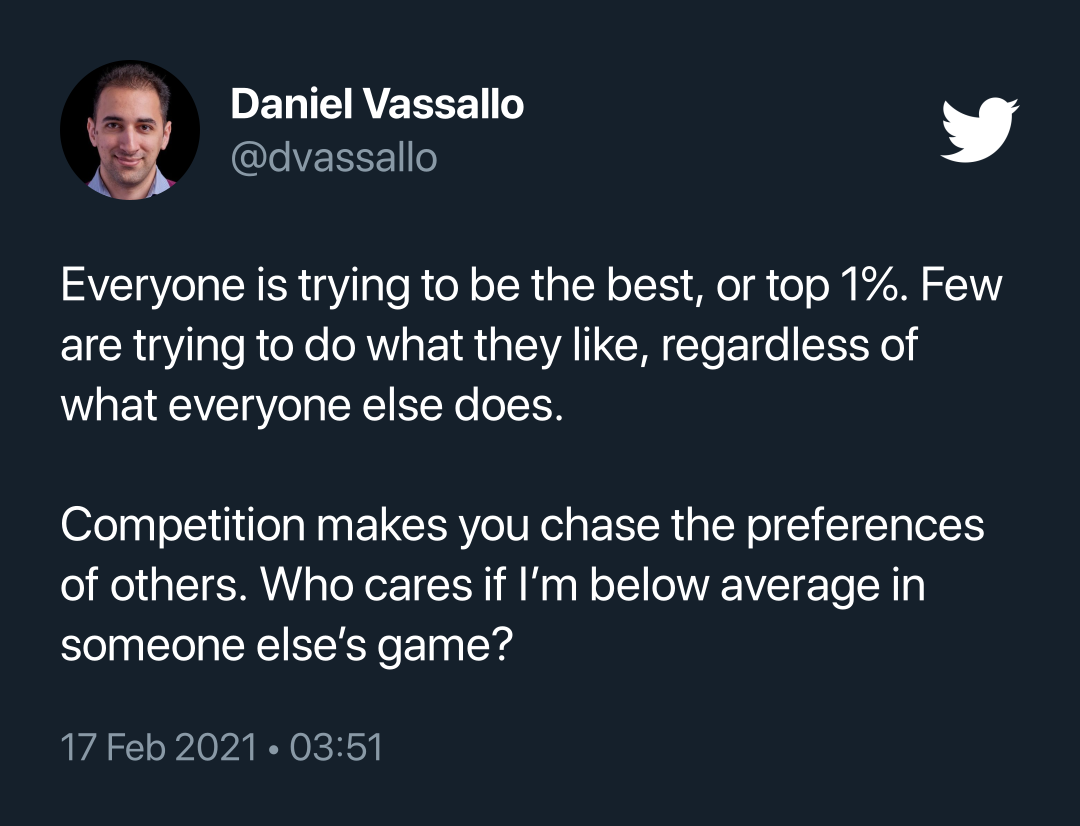 Daniel Vassallo
@dvassallo
Everyone is trying to be the best, or top 1%. Few
are trying to do what they like, regardless of
what everyone else does.
Competition makes you chase the preferences
of others. Who cares if I’m below average in
someone else’s game?
17 Feb 2021 • 03:51